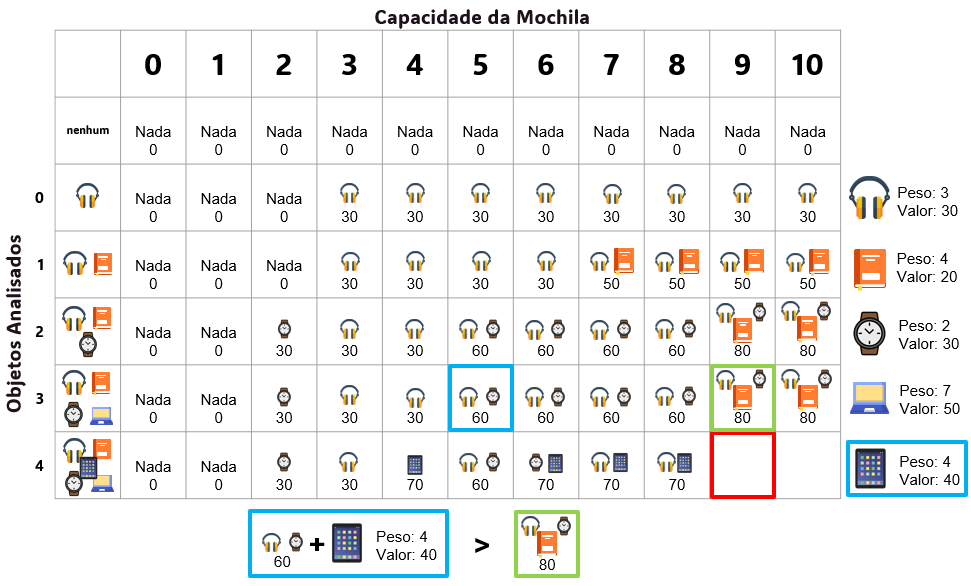 Capacidade da Mochila
0 1 2 3 4 5 6 7 8 9 10
Objetos Analisados
nenhum Nada Nada Nada Nada Nada Nada Nada Nada Nada Nada Nada
0 0 0 0 0 0 0 0 0 0 0
0 Nada Nada Nada
0 0 0 30 30 30 30 30 30 30 30
Peso: 3
Valor: 30
1 Nada Nada Nada
0 0 0 30 30 30 30 50 50 50 50
Peso: 4
Valor: 20
2 Nada Nada
0 0 30 30 30 60 60 60 60 80 80
Peso: 2
Valor: 30
3 Nada Nada
0 0 30 30 30 60 60 60 60 80 80
Peso: 7
Valor: 50
4 Nada Nada
0 0 30 30 70 60 70 70 70
Peso: 4
Valor: 40
60 + Peso: 4
Valor: 40
>
80